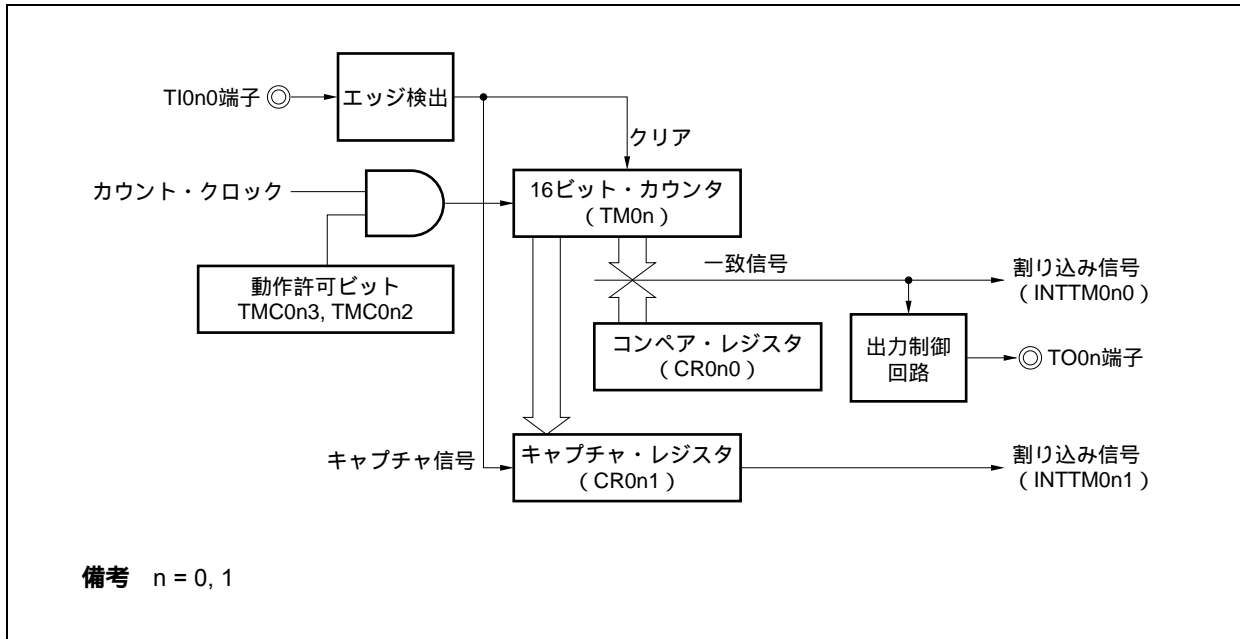 TI0n0端子
エッジ検出
クリア
カウント・クロック
16ビット・カウンタ
（TM0n）
動作許可ビット
TMC0n3, TMC0n2
一致信号
割り込み信号
（INTTM0n0）
コンペア・レジスタ
（CR0n0）
出力制御
回路
TO0n端子
キャプチャ信号
キャプチャ・レジスタ
（CR0n1）
割り込み信号
（INTTM0n1）
備考 n = 0, 1